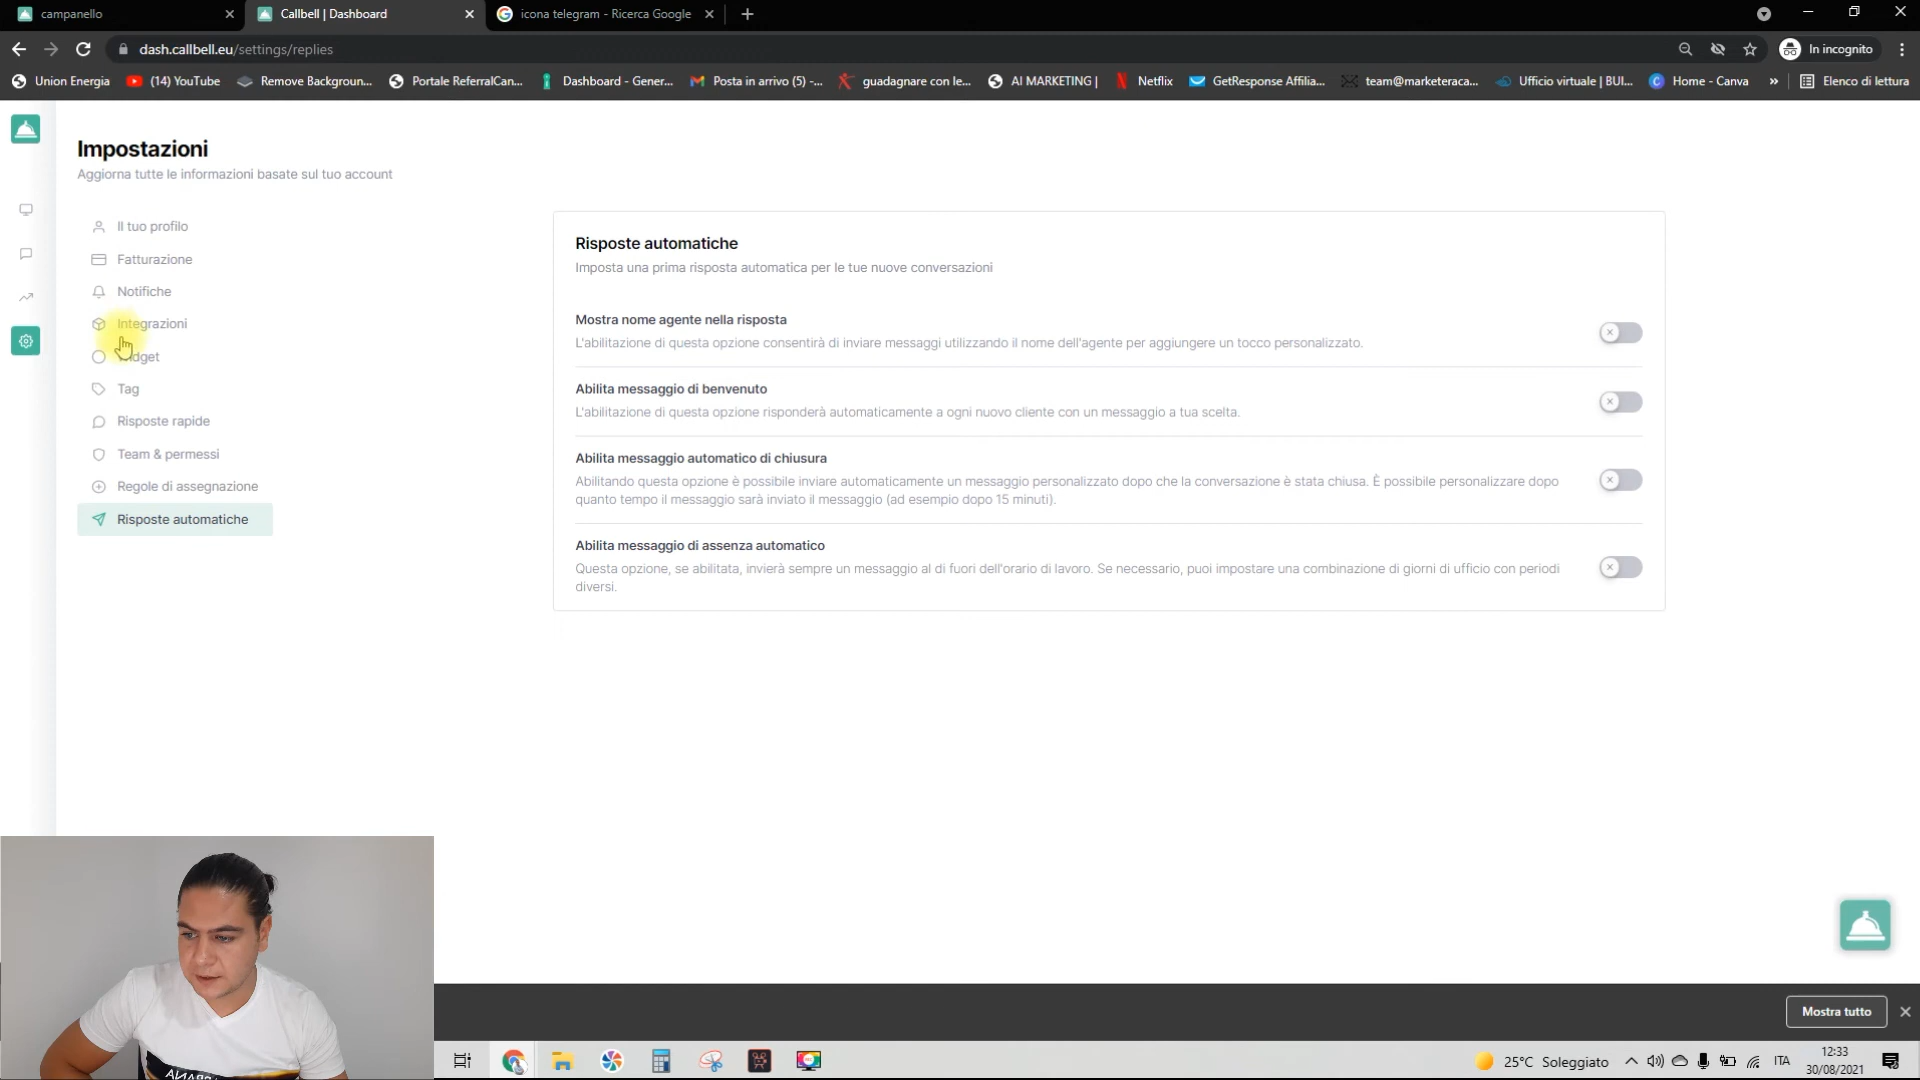 campanello
Callbell | Dashboard
icona telegram - Ricerca Google
dash.callbell.eu/settings/replies
In incognito
Union Energia
(14) YouTube
Remove Backgroun...
Portale ReferralCan...
Dashboard - Gener...
Posta in arrivo (5) -...
guadagnare con le...
AI MARKETING |
Netflix
GetResponse Affilia...
team@marketeraca...
Ufficio virtuale | BUI...
Home - Canva
»
Elenco di lettura
Impostazioni
Aggiorna tutte le informazioni basate sul tuo account
Il tuo profilo
Fatturazione
Notifiche
Integrazioni
Widget
Tag
Risposte rapide
Team & permessi
Regole di assegnazione
Risposte automatiche
Risposte automatiche
Imposta una prima risposta automatica per le tue nuove conversazioni
Mostra nome agente nella risposta
L'abilitazione di questa opzione consentirà di inviare messaggi utilizzando il nome dell'agente per aggiungere un tocco personalizzato.
Abilita messaggio di benvenuto
L'abilitazione di questa opzione risponderà automaticamente a ogni nuovo cliente con un messaggio a tua scelta.
Abilita messaggio automatico di chiusura
Abilitando questa opzione è possibile inviare automaticamente un messaggio personalizzato dopo che la conversazione è stata chiusa. È possibile personalizzare dopo
quanto tempo il messaggio sarà inviato il messaggio (ad esempio dopo 15 minuti).
Abilita messaggio di assenza automatico
Questa opzione, se abilitata, invierà sempre un messaggio al di fuori dell'orario di lavoro. Se necessario, puoi impostare una combinazione di giorni di ufficio con periodi
diversi.
Mostra tutto
25°C Soleggiato
ITA
12:33
30/08/2021